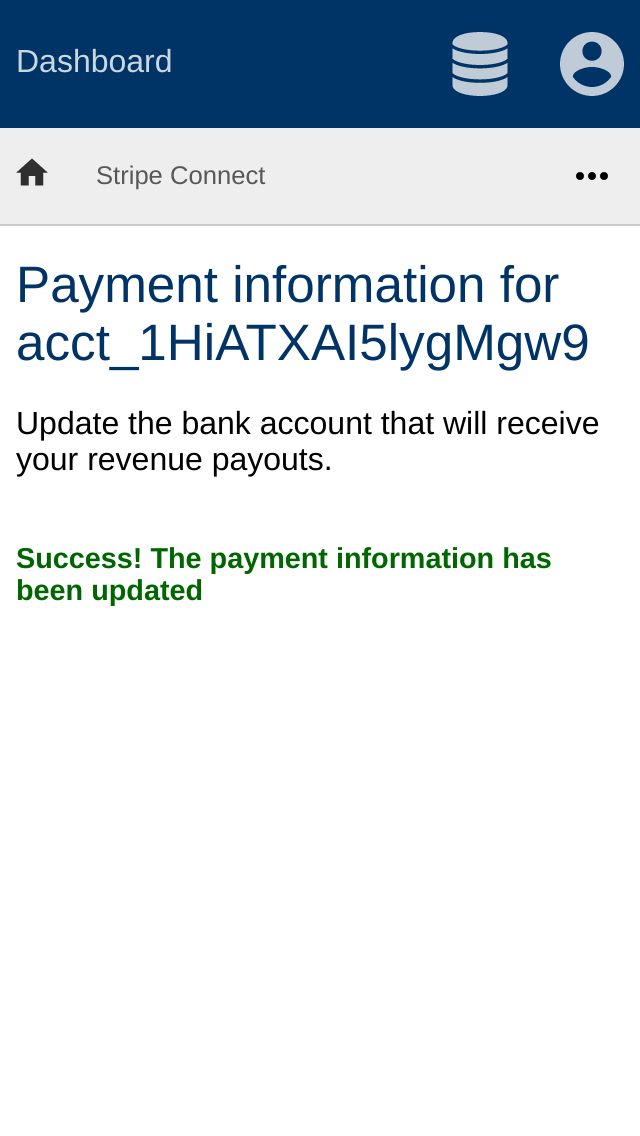 Dashboard
Stripe Connect
Payment information for
acct_1HiATXAI5lygMgw9
Update the bank account that will receive
your revenue payouts.
Success! The payment information has
been updated